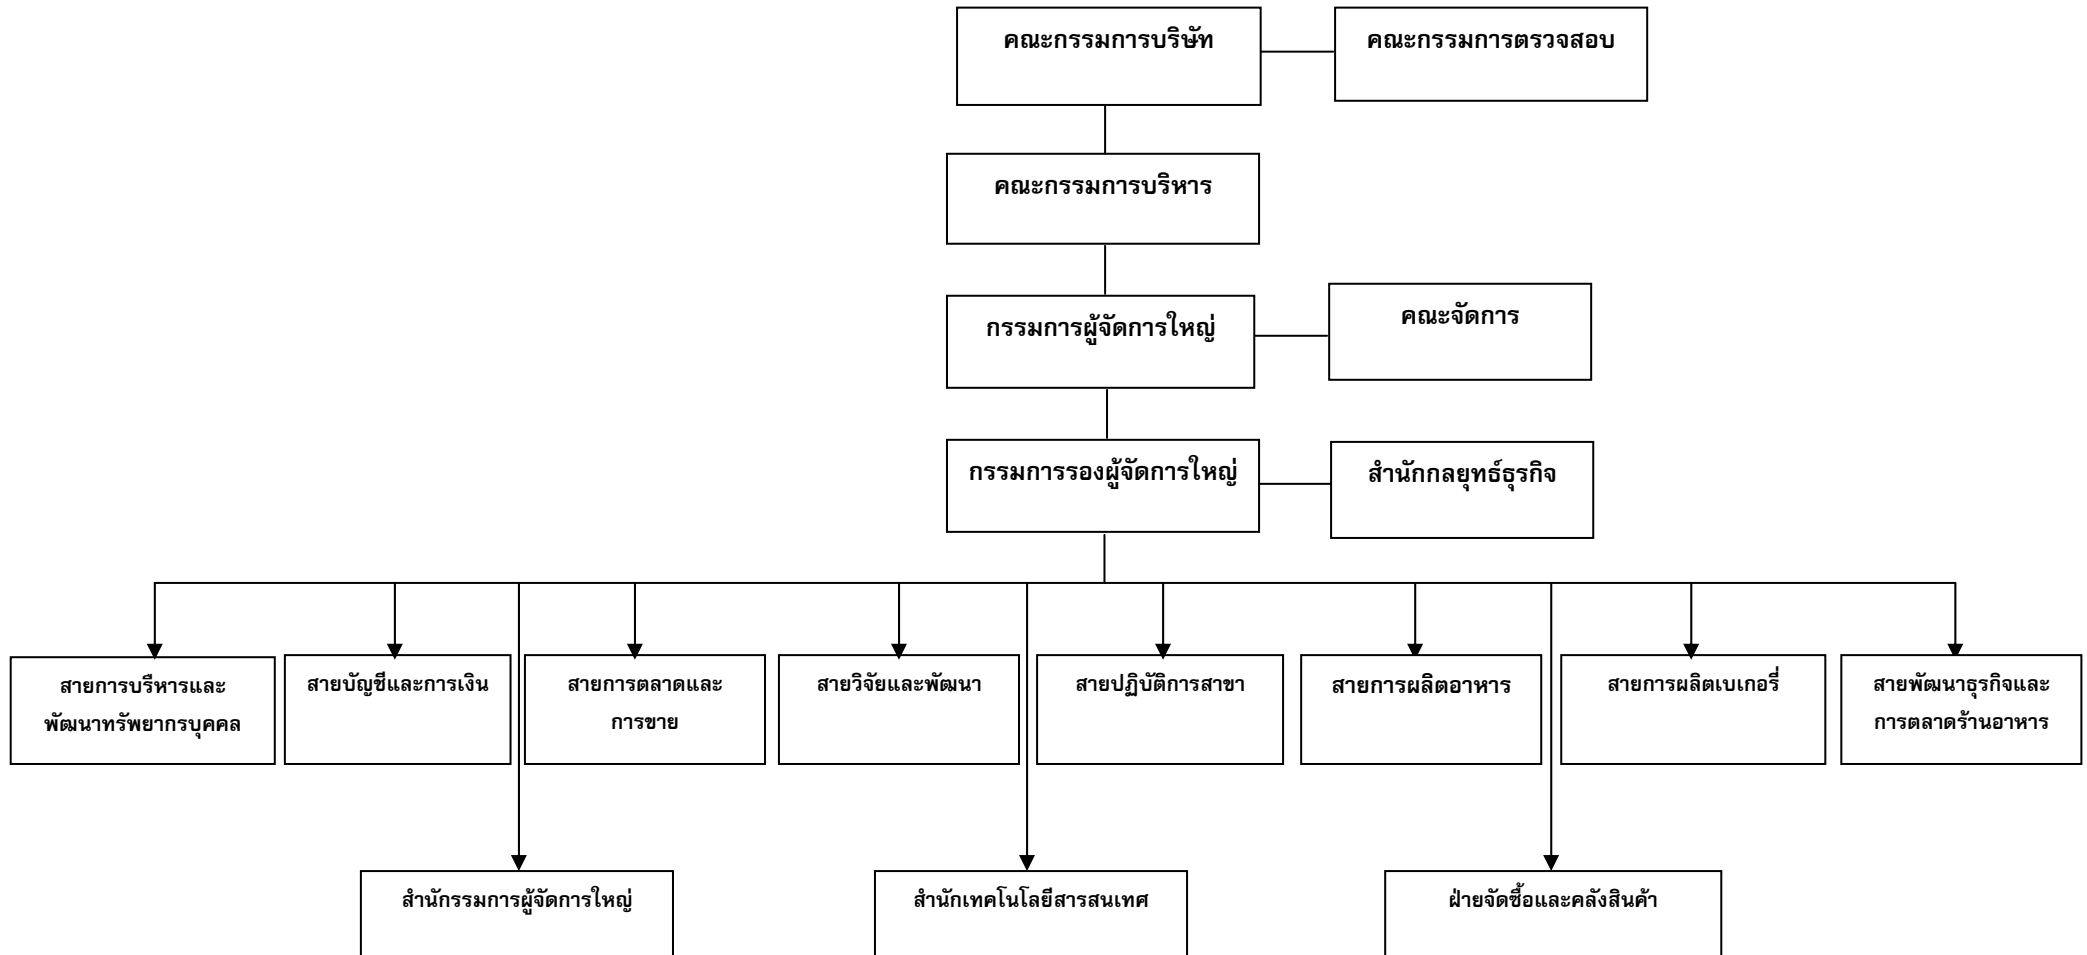 คณะกรรมการบริษัท
คณะกรรมการตรวจสอบ
คณะกรรมการบริหาร
กรรมการผู้จัดการใหญ่
คณะจัดการ
กรรมการรองผู้จัดการใหญ่
สำนักกลยุทธ์ธุรกิจ
สายการบริหารและ
พัฒนาทรัพยากรบุคคล
สายบัญชีและการเงิน
สายการตลาดและ
การขาย
สายวิจัยและพัฒนา
สายปฏิบัติการสาขา
สายการผลิตอาหาร
สายการผลิตเบเกอรี่
สายพัฒนาธุรกิจและ
การตลาดร้านอาหาร
สำนักรรมการผู้จัดการใหญ่
สำนักเทคโนโลยีสารสนเทศ
ฝ่ายจัดซื้อและคลังสินค้า